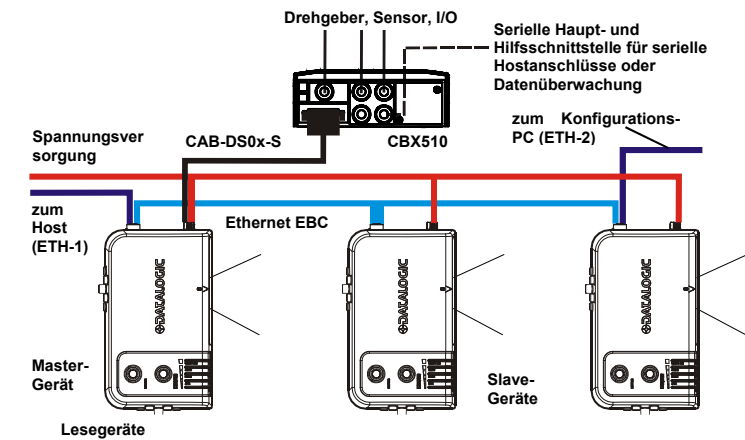 Drehgeber, Sensor, I/O
Serielle Haupt- und
Hilfsschnittstelle für serielle
Hostanschlüsse oder
Datenüberwachung
zum Konfigurations-
PC (ETH-2)
Spannungsver
sorgung
CAB-DS0x-S
CBX510
zum
Host
(ETH-1)
Ethernet EBC
DATALOGIC
DATALOGIC
DATALOGIC
Master-
Gerät
Slave-
Geräte
Lesegeräte